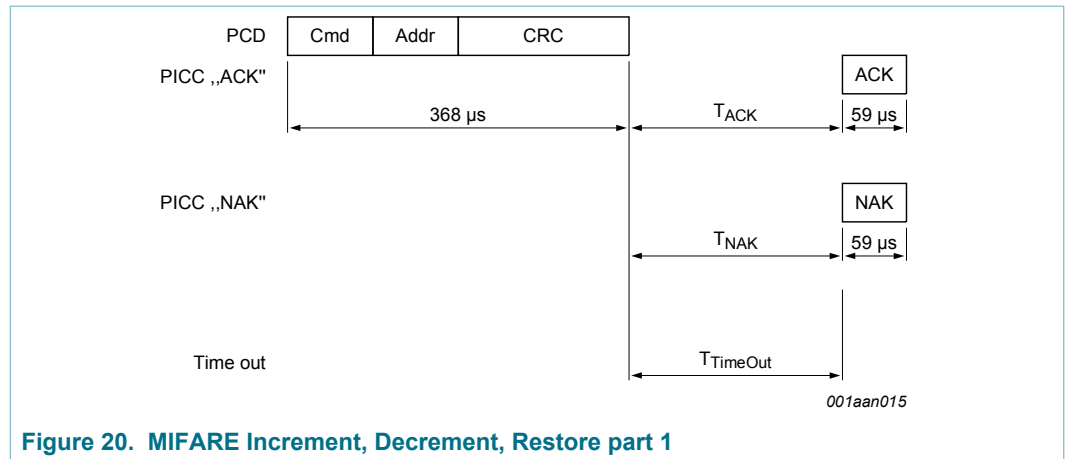 PCD Cmd Addr CRC
PICC ,,ACK" ACK
368 µs TACK 59 µs
PICC ,,NAK" NAK
TNAK 59 µs
Time out TTimeOut
001aan015
Figure 20. MIFARE Increment, Decrement, Restore part 1